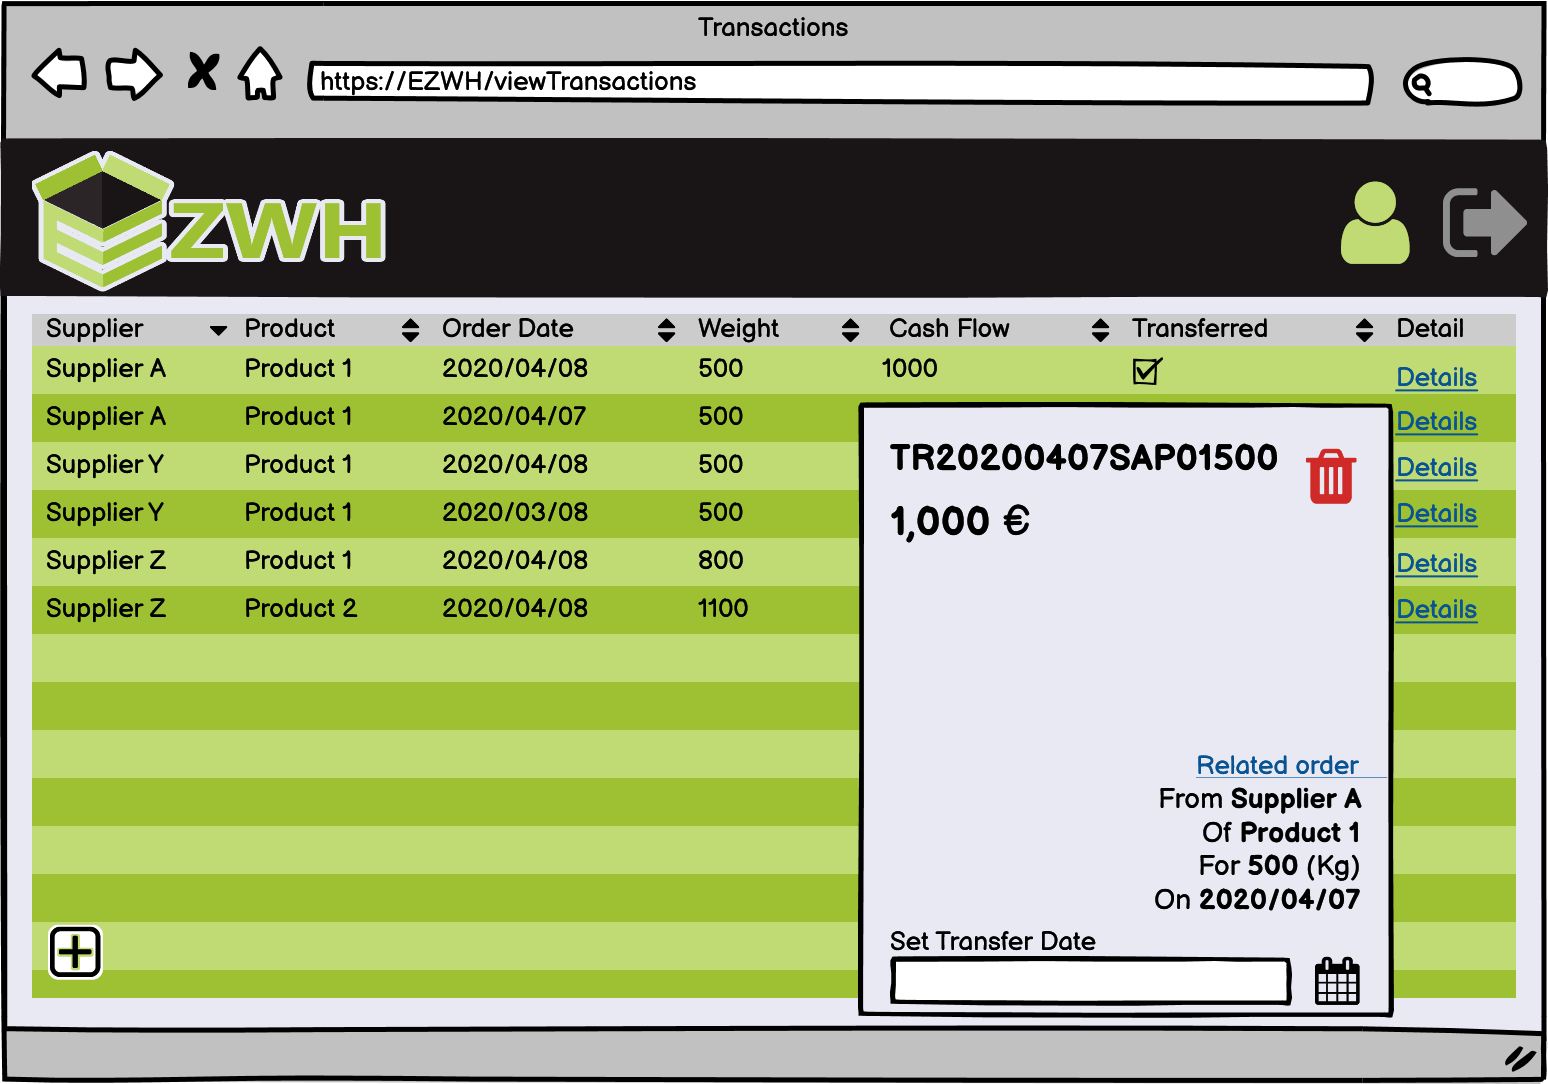 Transactions
https://EZWH/viewTransactions
EZWH
Supplier Product Order Date Weight Cash Flow Transferred Detail
Supplier A Product 1 2020/04/08 500 1000 Details
Supplier A Product 1 2020/04/07 500 Details
Supplier Y Product 1 2020/04/08 500 Details
Supplier Y Product 1 2020/03/08 500 Details
Supplier Z Product 1 2020/04/08 800 Details
Supplier Z Product 2 2020/04/08 1100 Details
TR20200407SAP01500
1,000 €
Related order
From Supplier A
Of Product 1
For 500 (Kg)
On 2020/04/07
Set Transfer Date